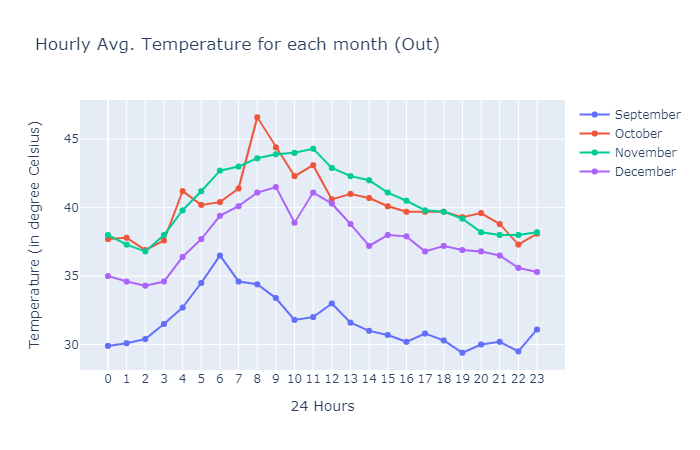 Hourly Avg. Temperature for each month (Out)
September
October
November
December
Temperature (in degree Celsius)
45
40
35
30
0 1 2 3 4 5 6 7 8 9 10 11 12 13 14 15 16 17 18 19 20 21 22 23
24 Hours